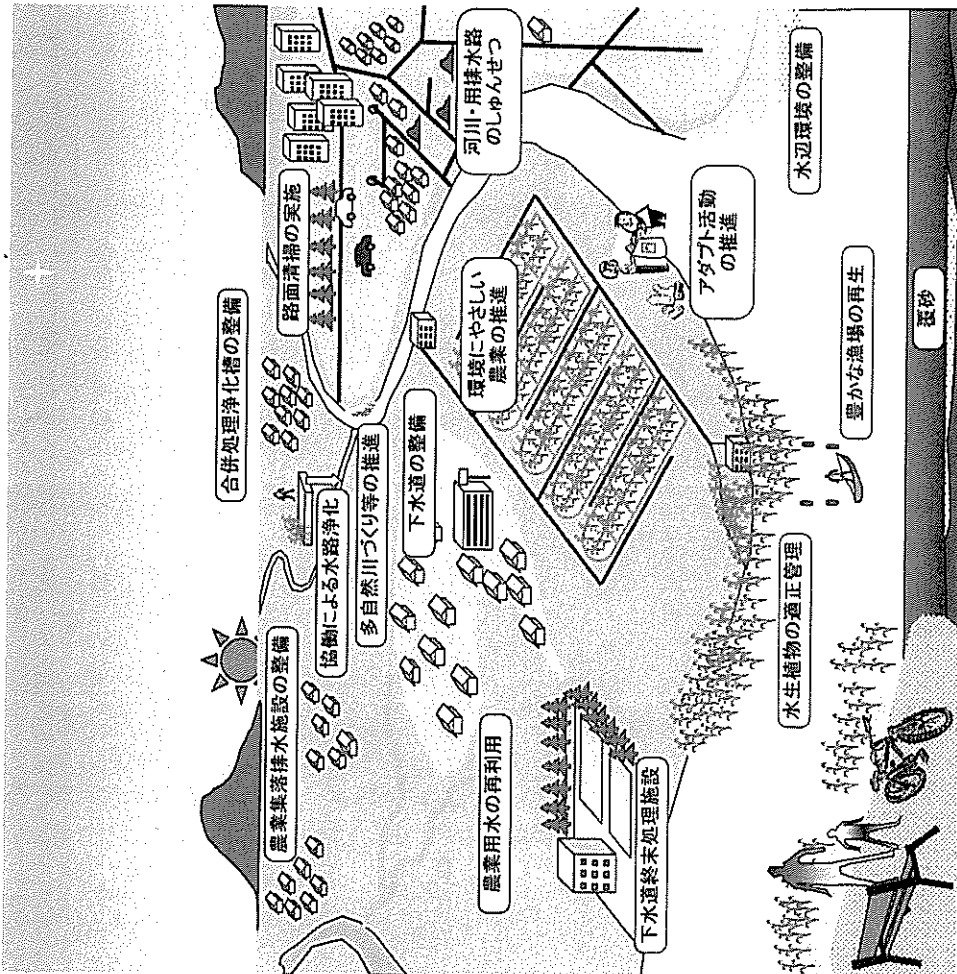 農業集落排水施設の整備
合併処理浄化槽の整備
路面清掃の実施
協働による水路浄化
多自然川づくり等の推進
下水道の整備
河川・用排水路
のしゅんせつ
環境にやさしい
農業の推進
農業用水の再利用
下水道終末処理施設
アダプト活動
の推進
水生植物の適正管理
豊かな漁場の再生
水辺環境の整備
覆砂